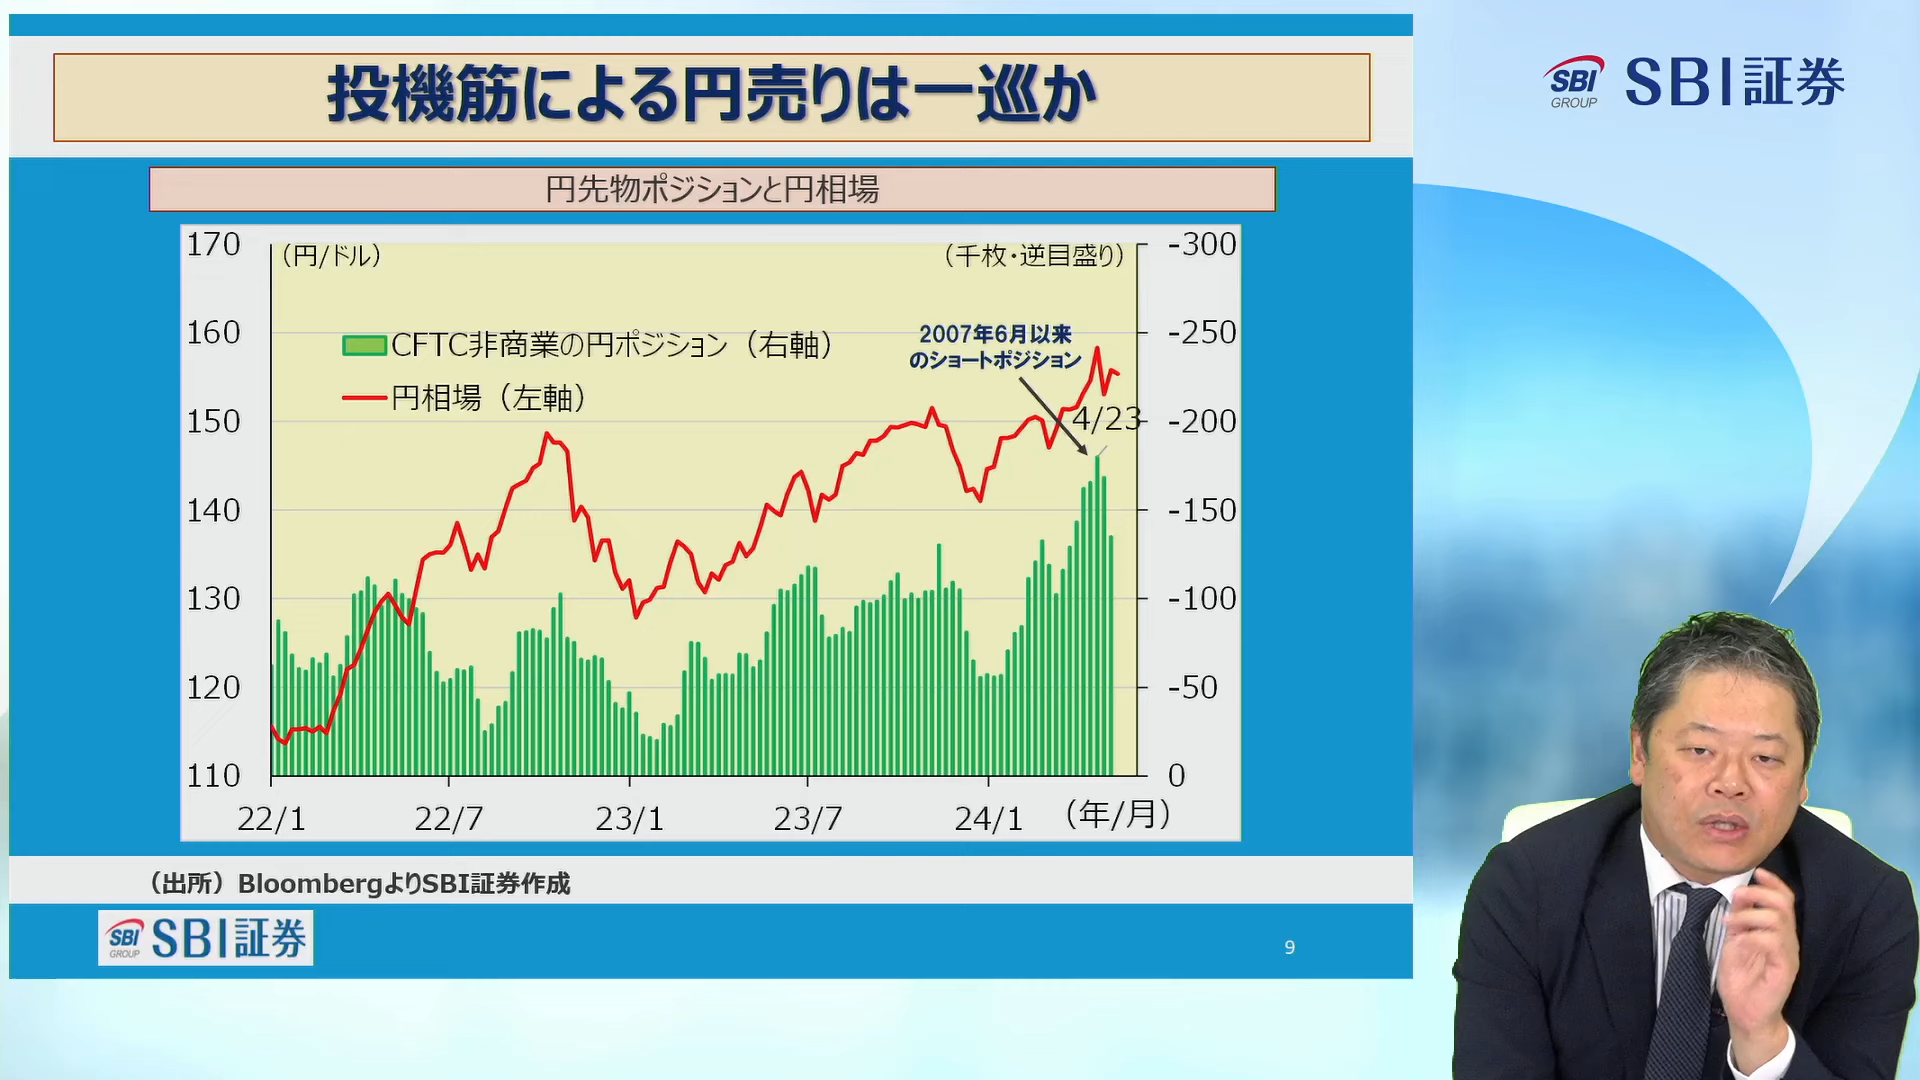 投機筋による円売りは一巡か
SBI GROUP SBI証券
円先物ポジションと円相場
170 (円/ドル) (千枚・逆目盛り) -300
160 -250
CFTC非商業の円ポジション（右軸）
円相場（左軸）
2007年6月以来
のショートポジション
4/23
150 -200
140 -150
130 -100
120 -50
110 0
22/1 22/7 23/1 23/7 24/1 (年/月)
（出所）BloombergよりSBI証券作成
SBI GROUP SBI証券
9